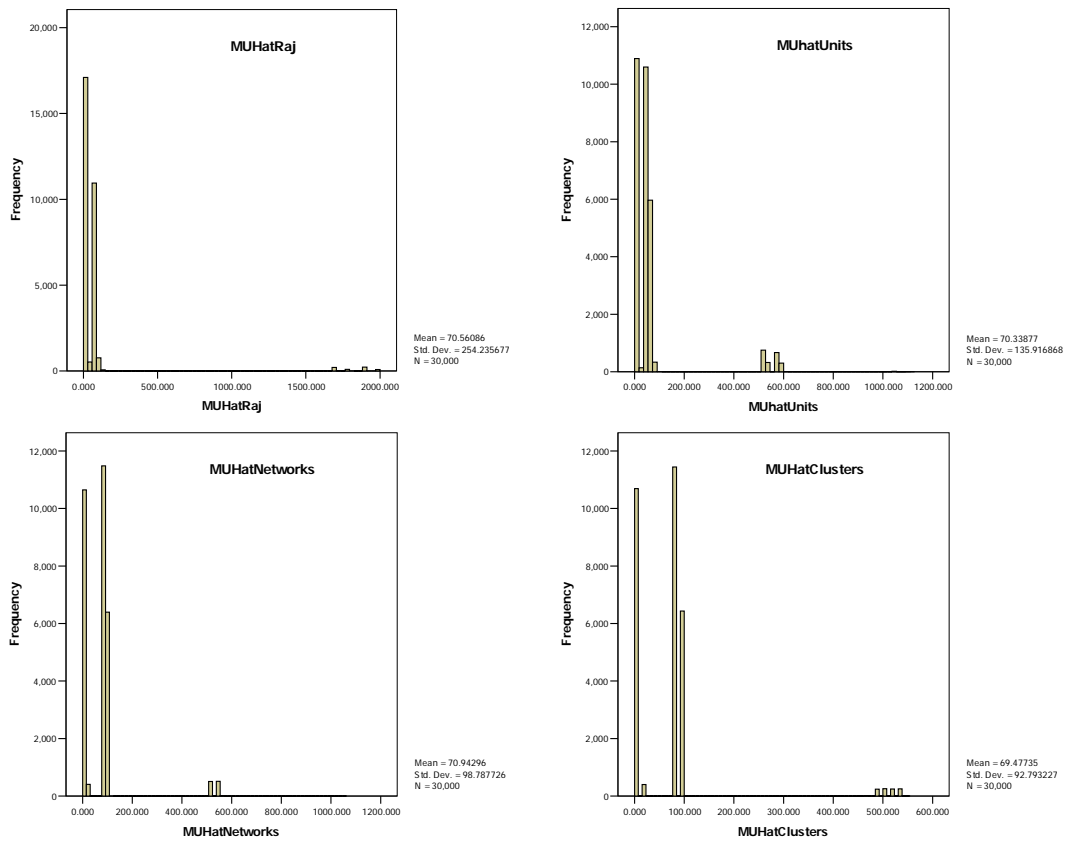 20,000
15,000
10,000
5,000
0
Frequency
MUHatRaj
0.000 500.000 1000.000 1500.000 2000.000
MUHatRaj
Mean = 70.56086
Std. Dev. = 254.235677
N = 30,000
12,000
10,000
8,000
6,000
4,000
2,000
0
Frequency
MUhatUnits
0.000 200.000 400.000 600.000 800.000 1000.000 1200.000
MUhatUnits
Mean = 70.33877
Std. Dev. = 135.916868
N = 30,000
12,000
10,000
8,000
6,000
4,000
2,000
0
Frequency
MUHatNetworks
0.000 200.000 400.000 600.000 800.000 1000.000 1200.000
MUHatNetworks
Mean = 70.94296
Std. Dev. = 98.787726
N = 30,000
12,000
10,000
8,000
6,000
4,000
2,000
0
Frequency
MUHatClusters
0.000 100.000 200.000 300.000 400.000 500.000 600.000
MUHatClusters
Mean = 69.47735
Std. Dev. = 92.793227
N = 30,000